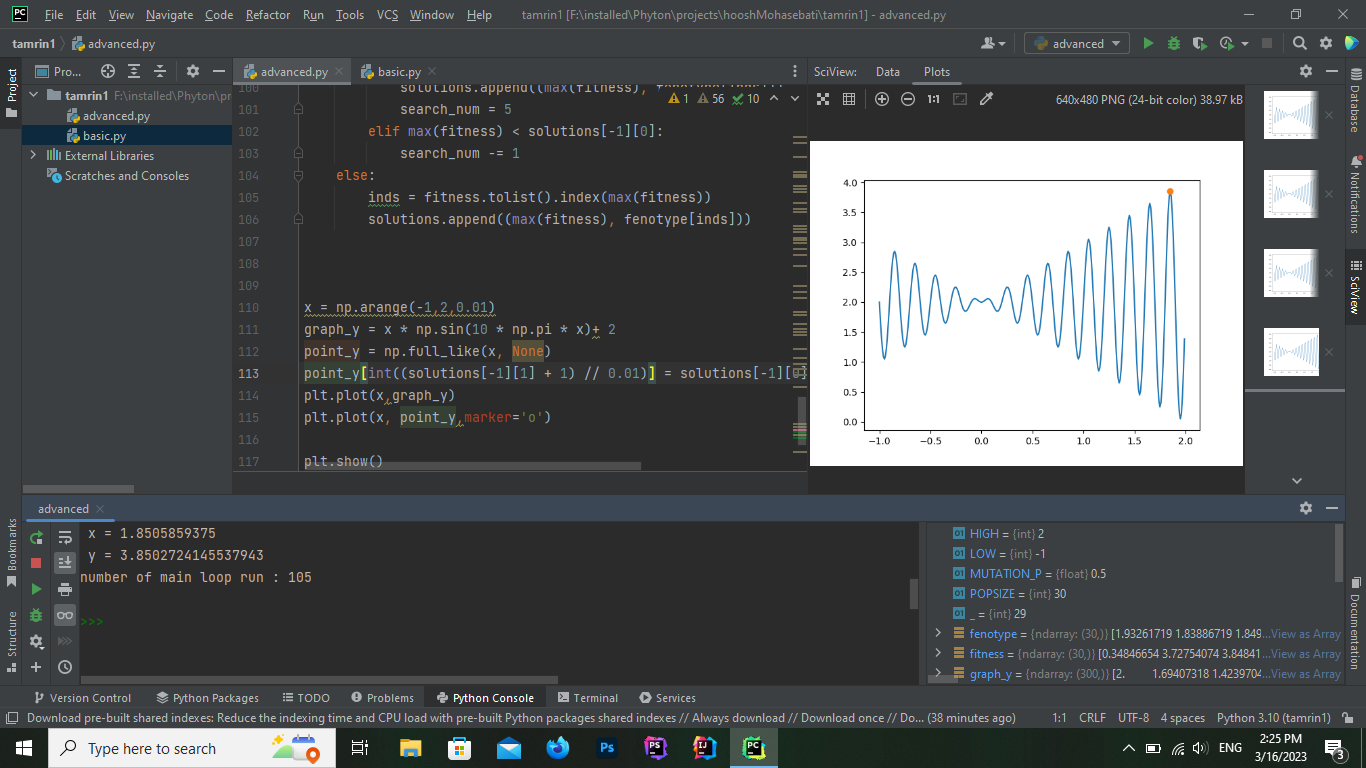 PC File Edit View Navigate Code Refactor Run Tools VCS Window Help tamrin1 [F:\installed\Phyton\projects\hooshMohasebati\tamrin1] - advanced.py
tamrin1 advanced.py advanced
Project
Pro...
advanced.py basic.py
SciView: Data Plots
tamrin1 F:\installed\Phyton\pr
advanced.py
basic.py
External Libraries
Scratches and Consoles
1 56 10
1:1 640x480 PNG (24-bit color) 38.97 kB
100 solutions.append((max(fitness),
101 search_num = 5
102 elif max(fitness) < solutions[-1][0]:
103 search_num -= 1
104 else:
105 inds = fitness.tolist().index(max(fitness))
106 solutions.append((max(fitness), fenotype[inds]))
107
108
109
110 x = np.arange(-1,2,0.01)
111 graph_y = x * np.sin(10 * np.pi * x)+ 2
112 point_y = np.full_like(x, None)
113 point_y[int((solutions[-1][1] + 1) // 0.01)] = solutions[-1][0]
114 plt.plot(x,graph_y)
115 plt.plot(x, point_y,marker='o')
116
117 plt.show()
4.0
3.5
3.0
2.5
2.0
1.5
1.0
0.5
0.0
−1.0 −0.5 0.0 0.5 1.0 1.5 2.0
Database
Notifications
SciView
Documentation
Bookmarks
Structure
advanced
x = 1.8505859375
y = 3.8502724145537943
number of main loop run : 105
>>>
HIGH = {int} 2
LOW = {int} -1
MUTATION_P = {float} 0.5
POPSIZE = {int} 30
_ = {int} 29
fenotype = {ndarray: (30,)} [1.93261719 1.83886719 1.849 ...View as Array
fitness = {ndarray: (30,)} [0.34846654 3.72754074 3.84841 ...View as Array
graph_y = {ndarray: (300,)} [2. 1.69407318 1.4239704 ...View as Array
Version Control Python Packages TODO Problems Python Console Terminal Services
Download pre-built shared indexes: Reduce the indexing time and CPU load with pre-built Python packages shared indexes // Always download // Download once // Do... (38 minutes ago) 1:1 CRLF UTF-8 4 spaces Python 3.10 (tamrin1)
Type here to search
Ps PS IJ PC
ENG
2:25 PM
3/16/2023
3